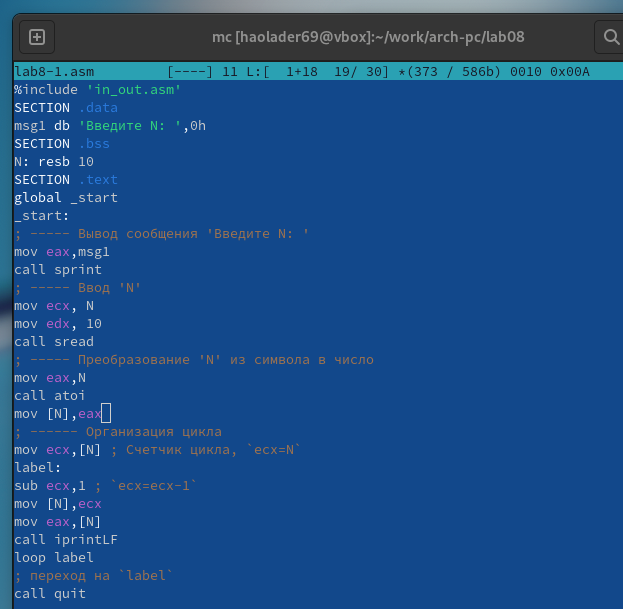 mc [haolader69@vbox]:~/work/arch-pc/lab08
lab8-1.asm         [----] 11 L:[  1+18  19/ 30] *(373 / 586b) 0010 0x00A
%include 'in_out.asm'
SECTION .data
msg1 db 'Введите N: ',0h
SECTION .bss
N: resb 10
SECTION .text
global _start
_start:
; ----- Вывод сообщения 'Введите N: '
mov eax,msg1
call sprint
; ----- Ввод 'N'
mov ecx, N
mov edx, 10
call sread
; ----- Преобразование 'N' из символа в число
mov eax,N
call atoi
mov [N],eax
; ------ Организация цикла
mov ecx,[N] ; Счетчик цикла, `ecx=N`
label:
sub ecx,1 ; `ecx=ecx-1`
mov [N],ecx
mov eax,[N]
call iprintLF
loop label
; переход на `label`
call quit